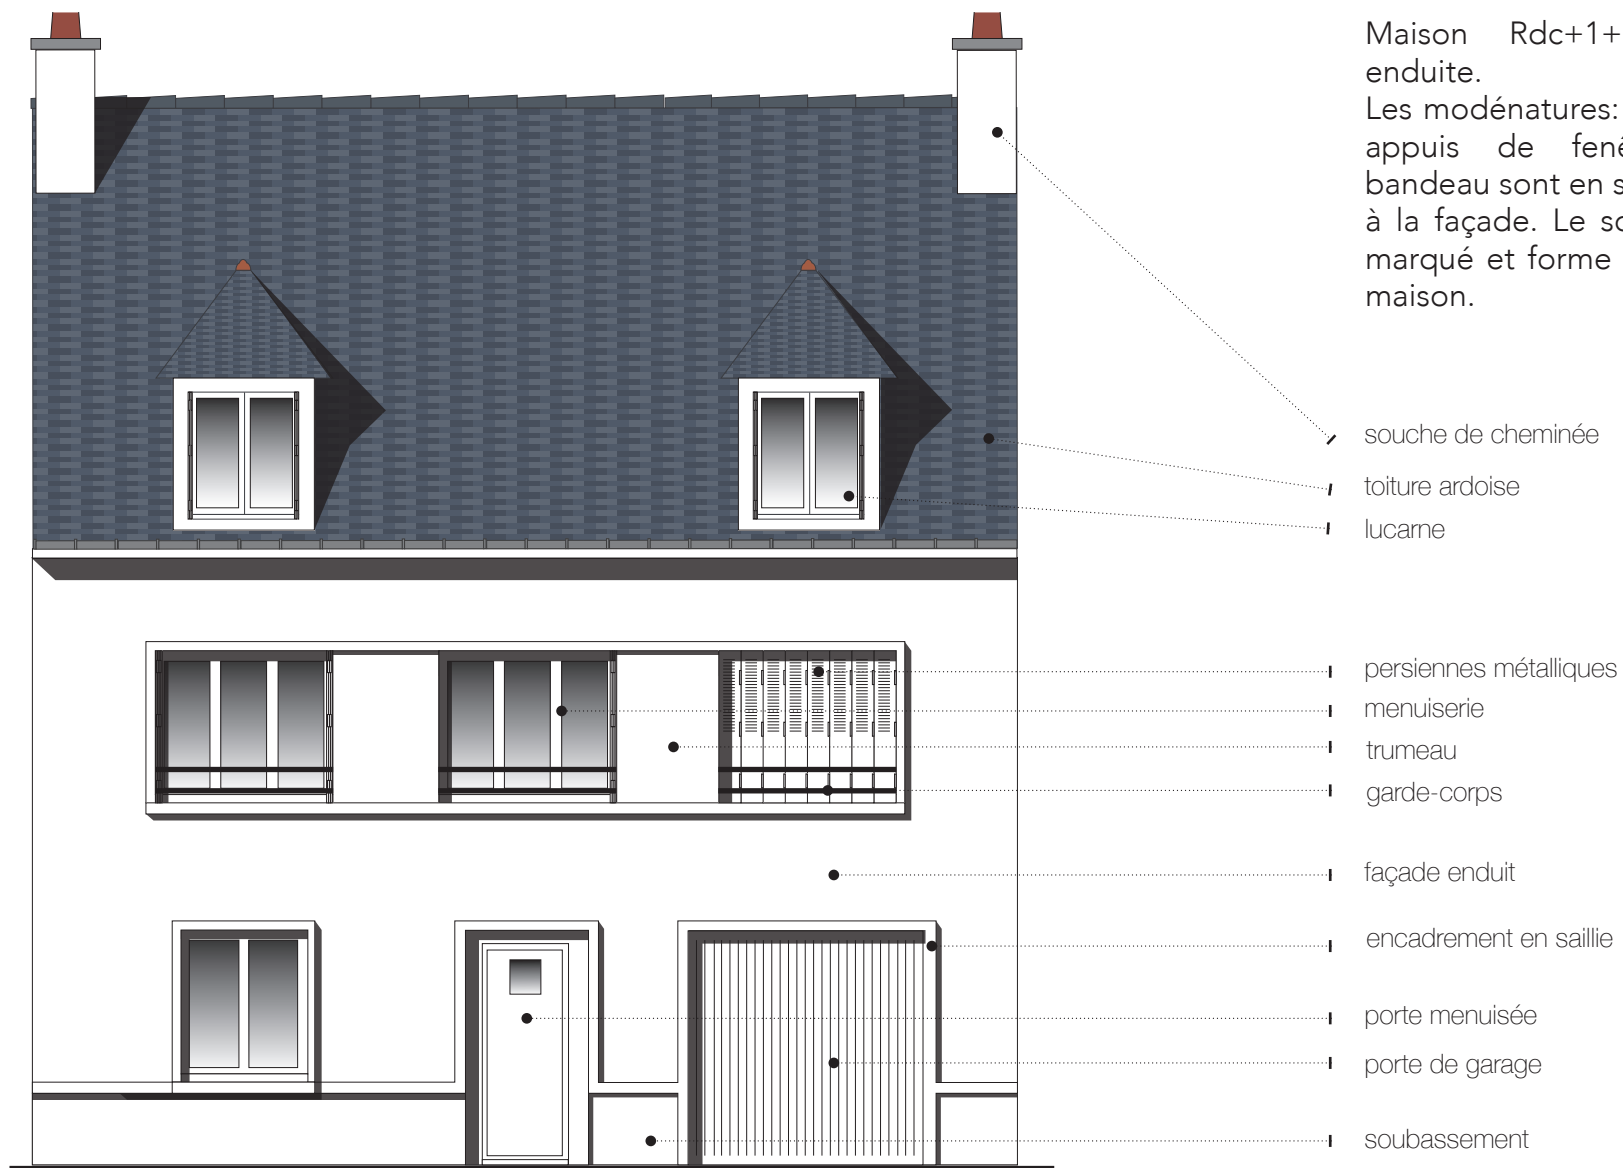 Maison Rdc+1+
enduite.
Les modénatures:
appuis de fenê
bandeau sont en s
à la façade. Le so
marqué et forme
maison.
souche de cheminée
toiture ardoise
lucarne
persiennes métalliques
menuiserie
trumeau
garde-corps
façade enduit
encadrement en saillie
porte menuisée
porte de garage
soubassement